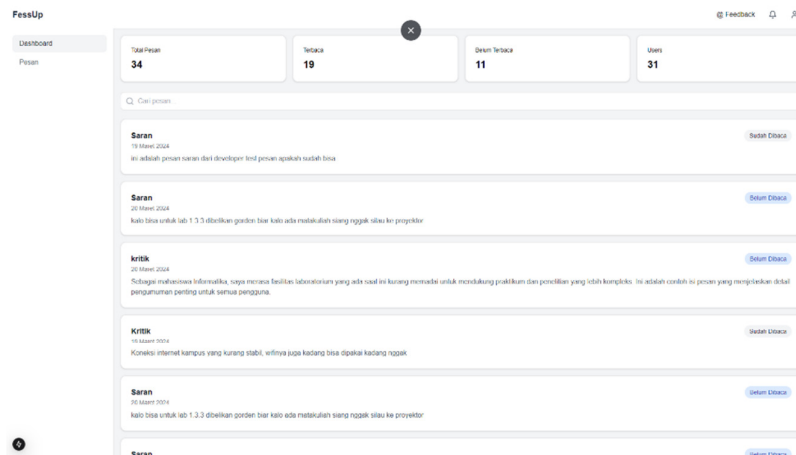 FessUp
@ Feedback
Dashboard
Pesan
Total Pesan
34
Terbaca
19
Belum Terbaca
11
Users
31
Cari pesan
Saran
19 Maret 2024
Sudah Dibaca
ini adalah pesan saran dari developer test pesan apakah sudah bisa
Saran
20 Maret 2024
Belum Dibaca
kalo bisa untuk lab 1.3.3 dibelikan gorden biar kalo ada matakuliah siang nggak silau ke proyektor
kritik
20 Maret 2024
Belum Dibaca
Sebagai mahasiswa Informatika, saya merasa fasilitas laboratorium yang ada saat ini kurang memadai untuk mendukung praktikum dan penelitian yang lebih kompleks. Ini adalah contoh isi pesan yang menjelaskan detail
pengumuman penting untuk semua pengguna.
Kritik
19 Maret 2024
Sudah Dibaca
Koneksi internet kampus yang kurang stabil, wifinya juga kadang bisa dipakai kadang nggak
Saran
20 Maret 2024
Belum Dibaca
kalo bisa untuk lab 1.3.3 dibelikan gorden biar kalo ada matakuliah siang nggak silau ke proyektor
Saran
Belum Dibaca